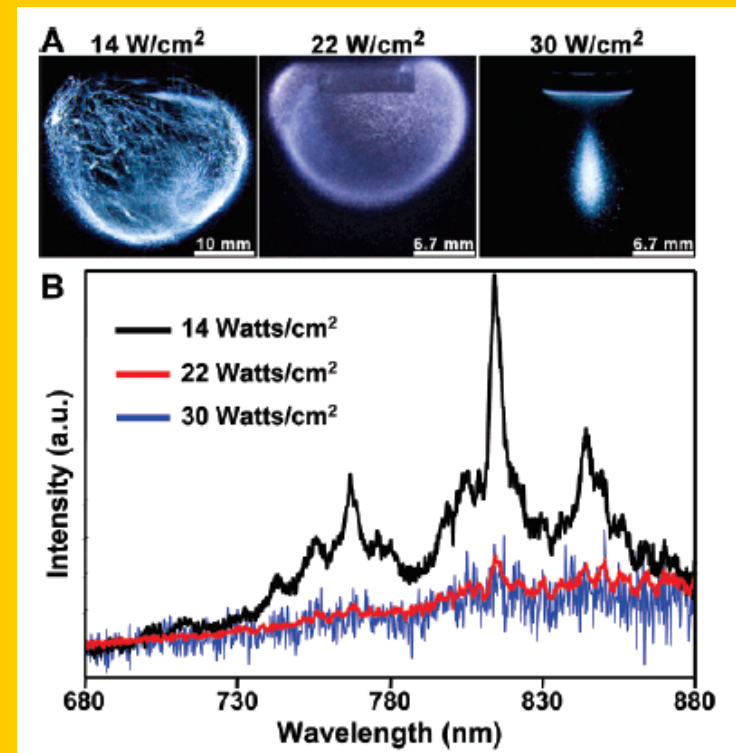 A
14 W/cm² 22 W/cm² 30 W/cm²
10 mm 6.7 mm 6.7 mm
B
14 Watts/cm²
22 Watts/cm²
30 Watts/cm²
Intensity (a.u.)
680 730 780 830 880
Wavelength (nm)